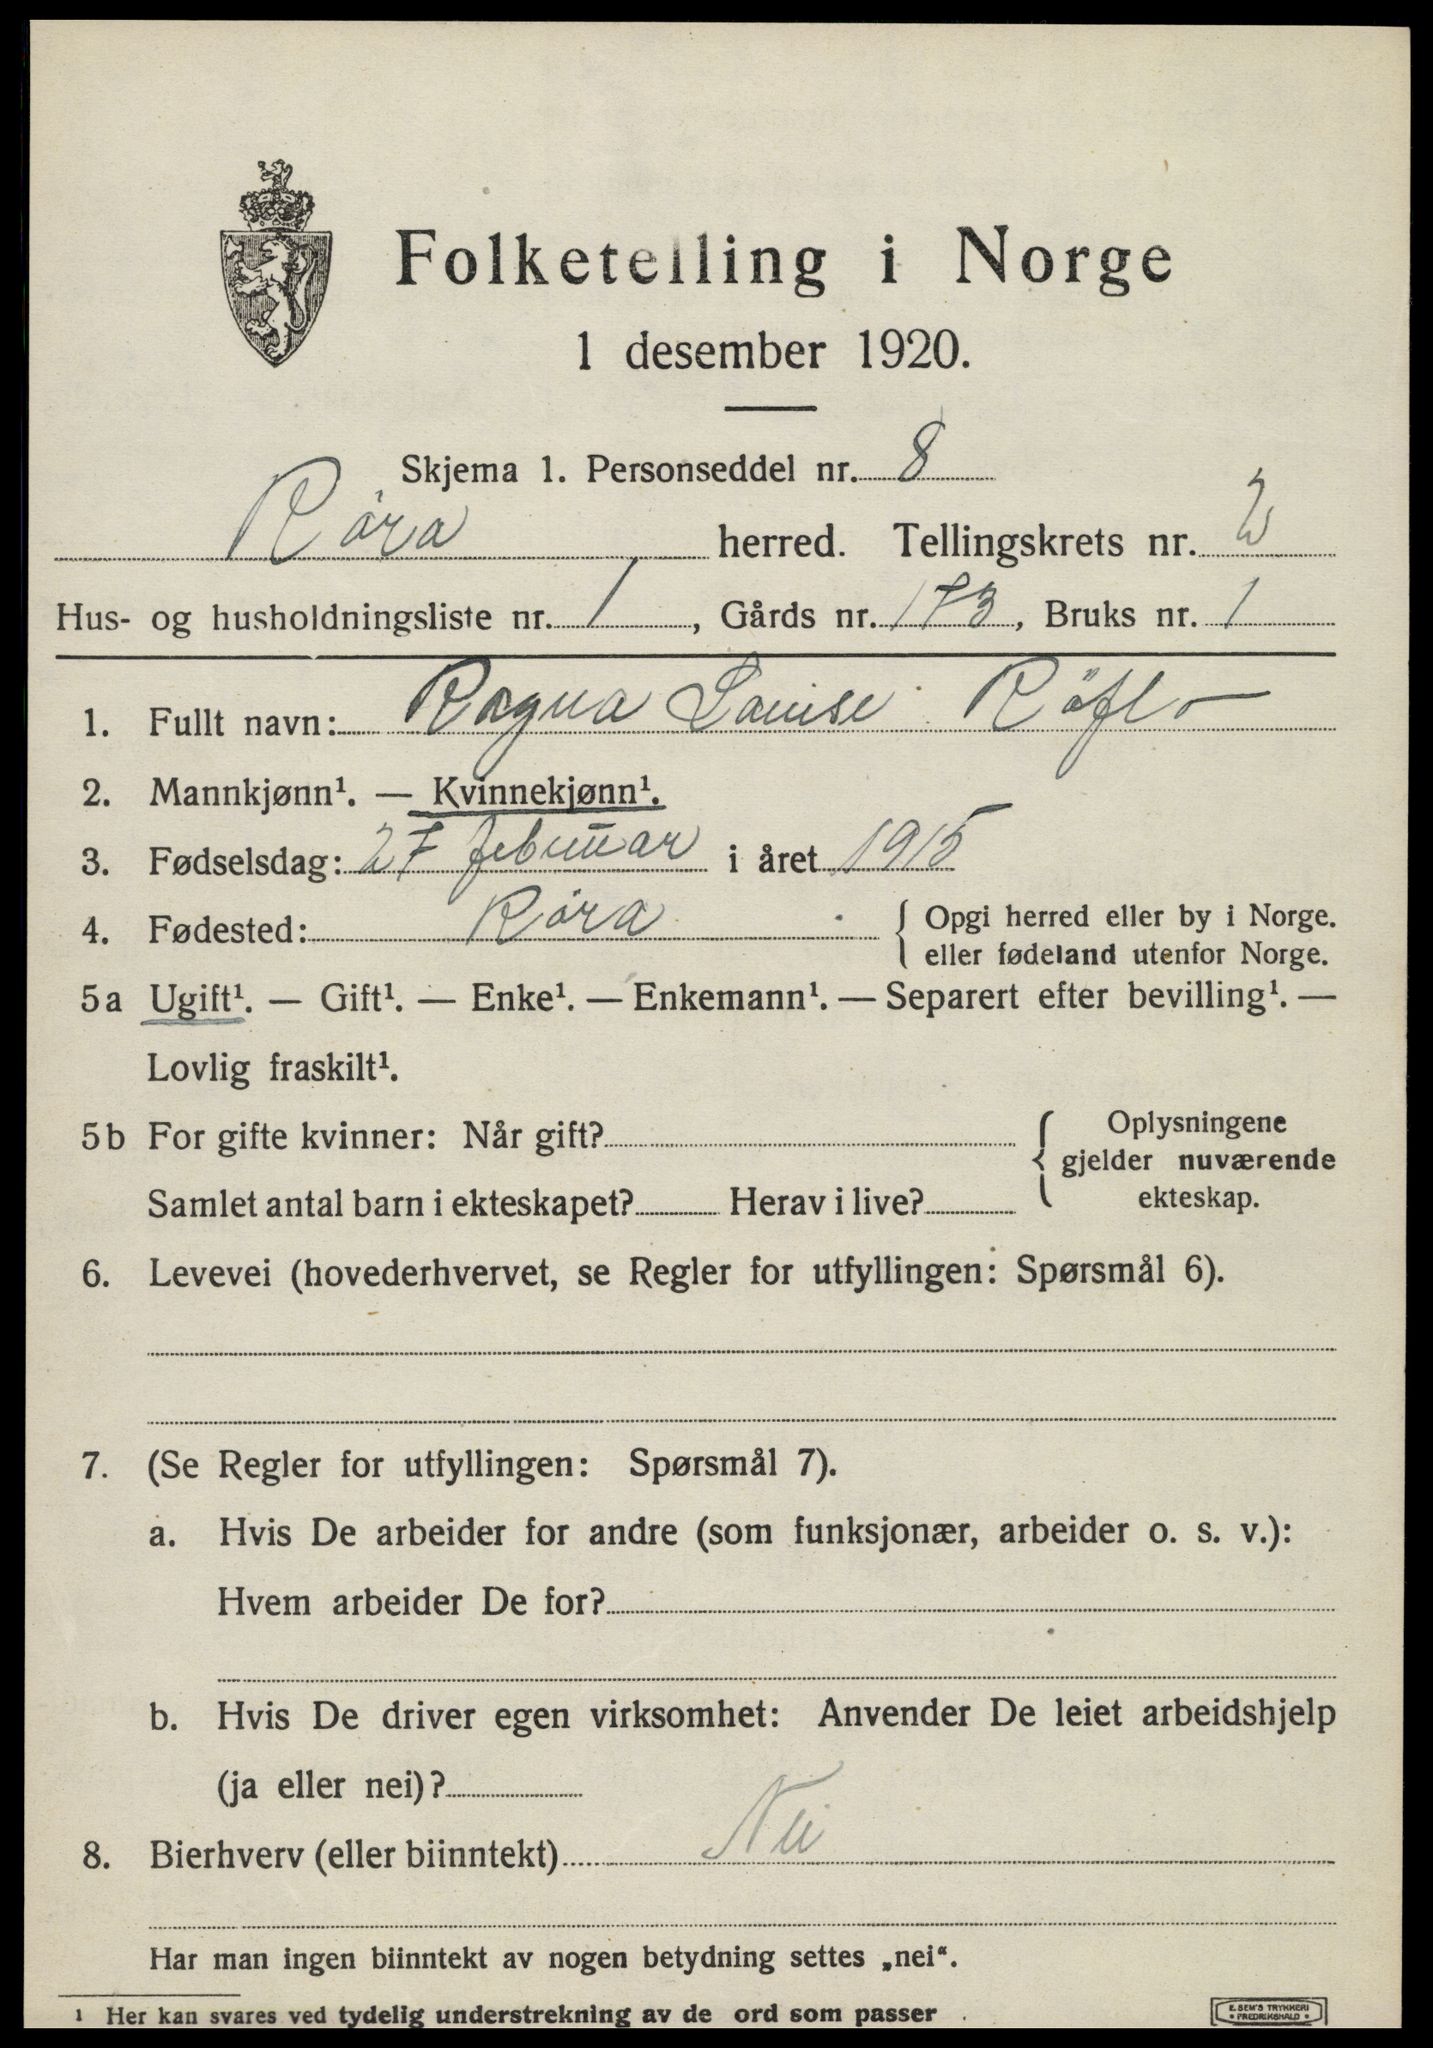 Folketelling i Norge
1 desember 1920.
Skjema 1. Personseddel nr. 8
Röra herred. Tellingskrets nr. 2
Hus- og husholdningsliste nr. 1, Gårds nr. 173, Bruks nr. 1
1. Fullt navn: Ragna Louise Röflo
2. Mannkjønn¹. — Kvinnekjønn¹.
3. Fødselsdag: 27 februar i året 1915
4. Fødested: Röra { Opgi herred eller by i Norge.
eller fødeland utenfor Norge.
5a Ugift¹. — Gift¹. — Enke¹. — Enkemann¹. — Separert efter bevilling¹. —
Lovlig fraskilt¹.
5b For gifte kvinner: Når gift? { Oplysningene
gjelder nuværende
ekteskap.
Samlet antal barn i ekteskapet? Herav i live?
6. Levevei (hovederhvervet, se Regler for utfyllingen: Spørsmål 6).
7. (Se Regler for utfyllingen: Spørsmål 7).
a. Hvis De arbeider for andre (som funksjonær, arbeider o. s. v.):
Hvem arbeider De for?
b. Hvis De driver egen virksomhet: Anvender De leiet arbeidshjelp
(ja eller nei)?
8. Bierhverv (eller biinntekt) Nei
Har man ingen biinntekt av nogen betydning settes „nei“.
¹ Her kan svares ved tydelig understrekning av de ord som passer.
E. SEM'S TRYKKERI
• FREDRIKSHALD •